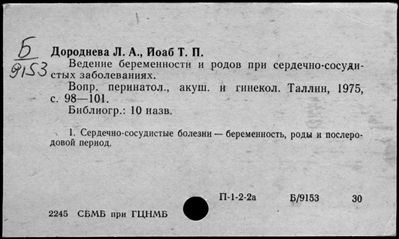 Б
9153
Дороднева Л. А., Йоаб Т. П.
Ведение беременности и родов при сердечно-сосуди-
стых заболеваниях.
Вопр. перинатол., акуш. и гинекол. Таллин, 1975,
с. 98—101.
Библиогр.: 10 назв.
1. Сердечно-сосудистые болезни — беременность, роды и послеро-
довой период.
П-1-2-2а Б/9153 30
2245 СБМБ при ГЦНМБ